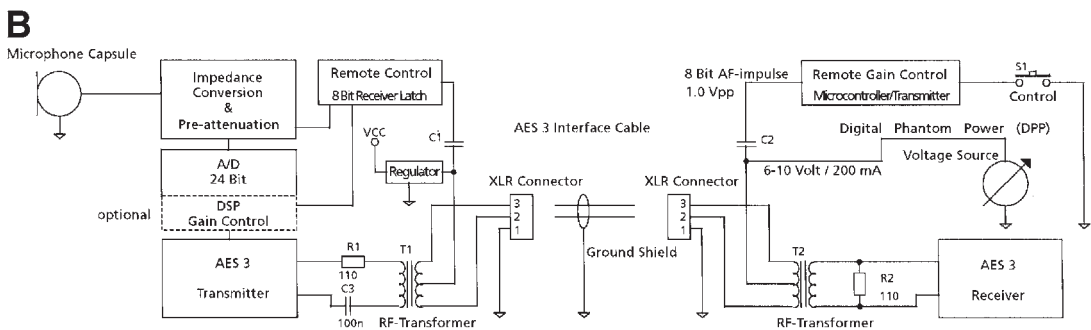 B
Microphone Capsule
Impedance
Conversion
&
Pre-attenuation
Remote Control
8 Bit Receiver Latch
C1
VCC
Regulator
A/D
24 Bit
DSP
Gain Control
optional
AES 3
Transmitter
R1
110
C3
100n
T1
RF-Transformer
XLR Connector
3
2
1
AES 3 Interface Cable
Ground Shield
XLR Connector
3
2
1
8 Bit AF-impulse
1.0 Vpp
C2
Remote Gain Control
Microcontroller/Transmitter
S1
Control
Digital Phantom Power (DPP)
Voltage Source
6-10 Volt / 200 mA
T2
RF-Transformer
R2
110
AES 3
Receiver